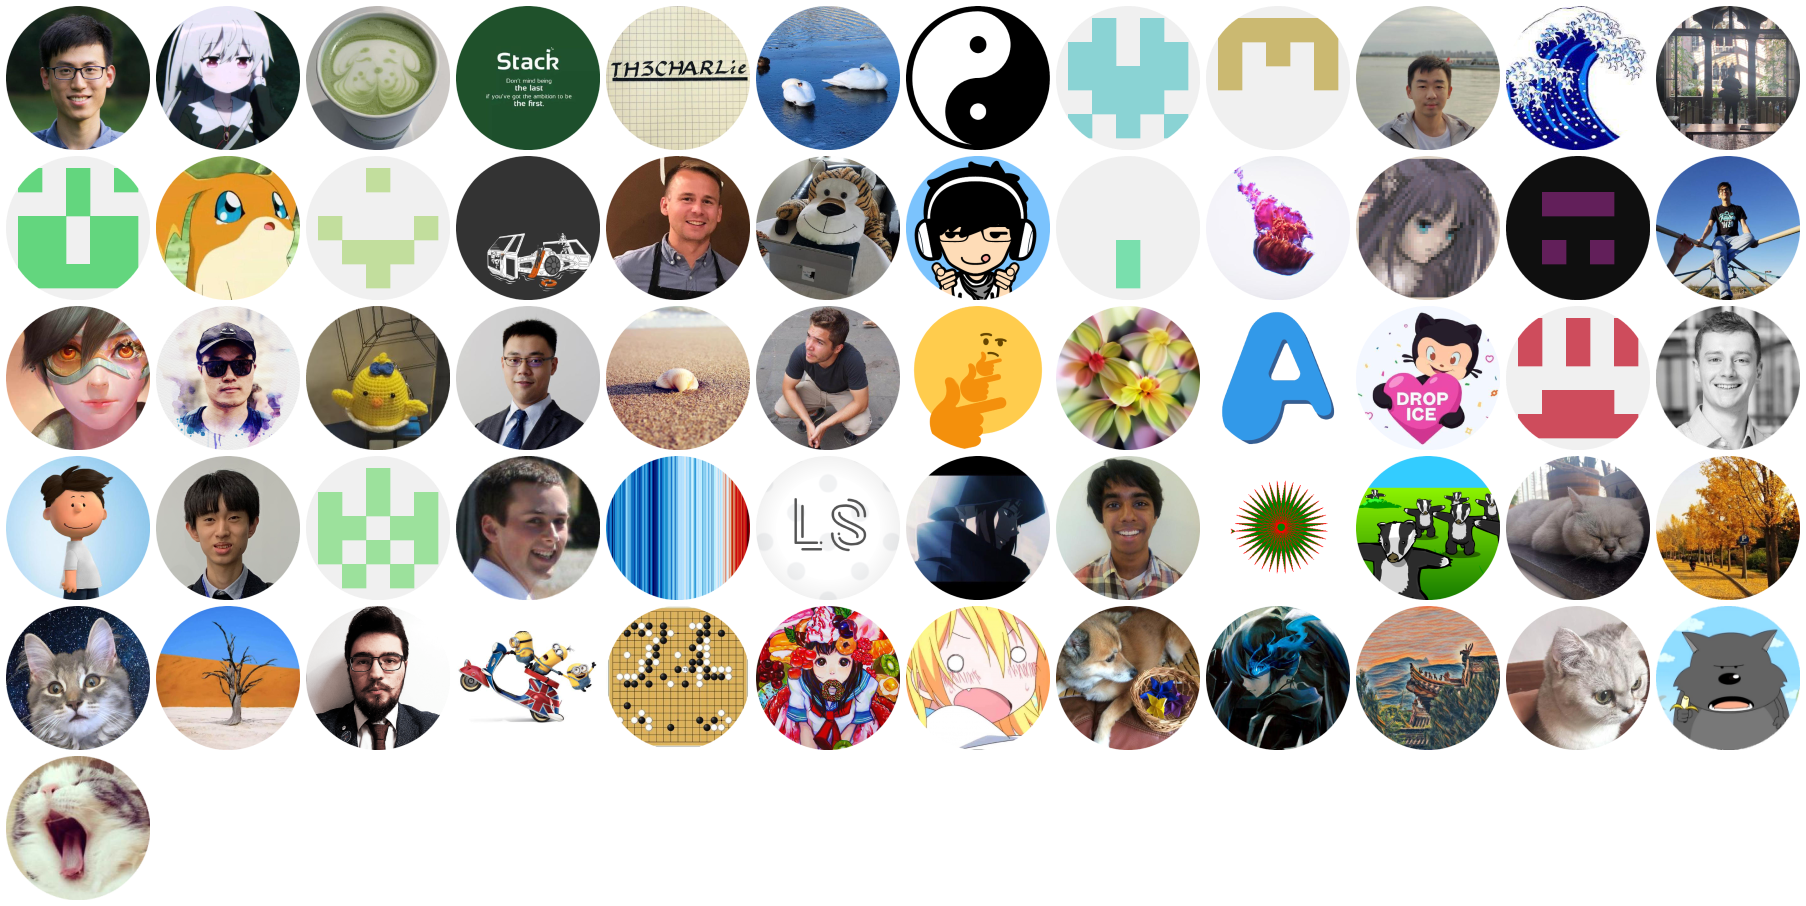 Stack
Don't mind being
the last
if you've got the ambition to be
the first.
TH3CHARLie
A
DROP
ICE
LS